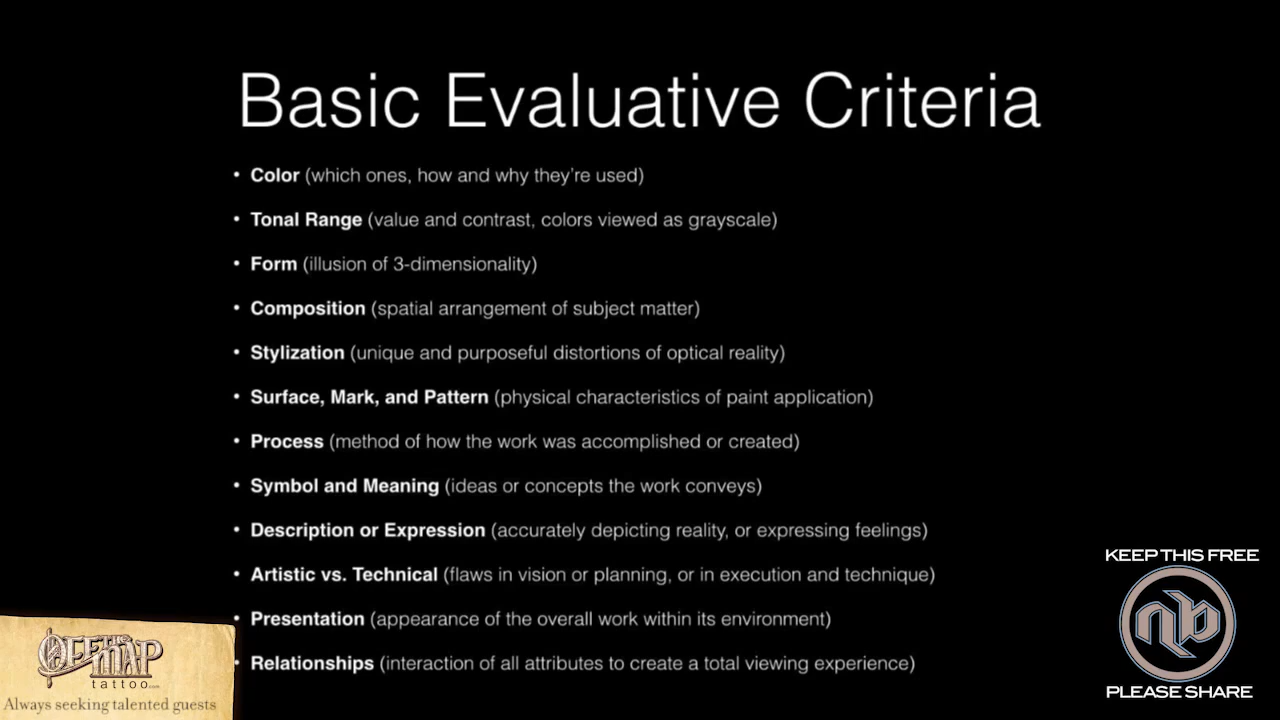 Basic Evaluative Criteria
• Color (which ones, how and why they're used)
• Tonal Range (value and contrast, colors viewed as grayscale)
• Form (illusion of 3-dimensionality)
• Composition (spatial arrangement of subject matter)
• Stylization (unique and purposeful distortions of optical reality)
• Surface, Mark, and Pattern (physical characteristics of paint application)
• Process (method of how the work was accomplished or created)
• Symbol and Meaning (ideas or concepts the work conveys)
• Description or Expression (accurately depicting reality, or expressing feelings)
• Artistic vs. Technical (flaws in vision or planning, or in execution and technique)
• Presentation (appearance of the overall work within its environment)
• Relationships (interaction of all attributes to create a total viewing experience)
OFF THE
MAP
tattoo.com
Always seeking talented guests
KEEP THIS FREE
PLEASE SHARE